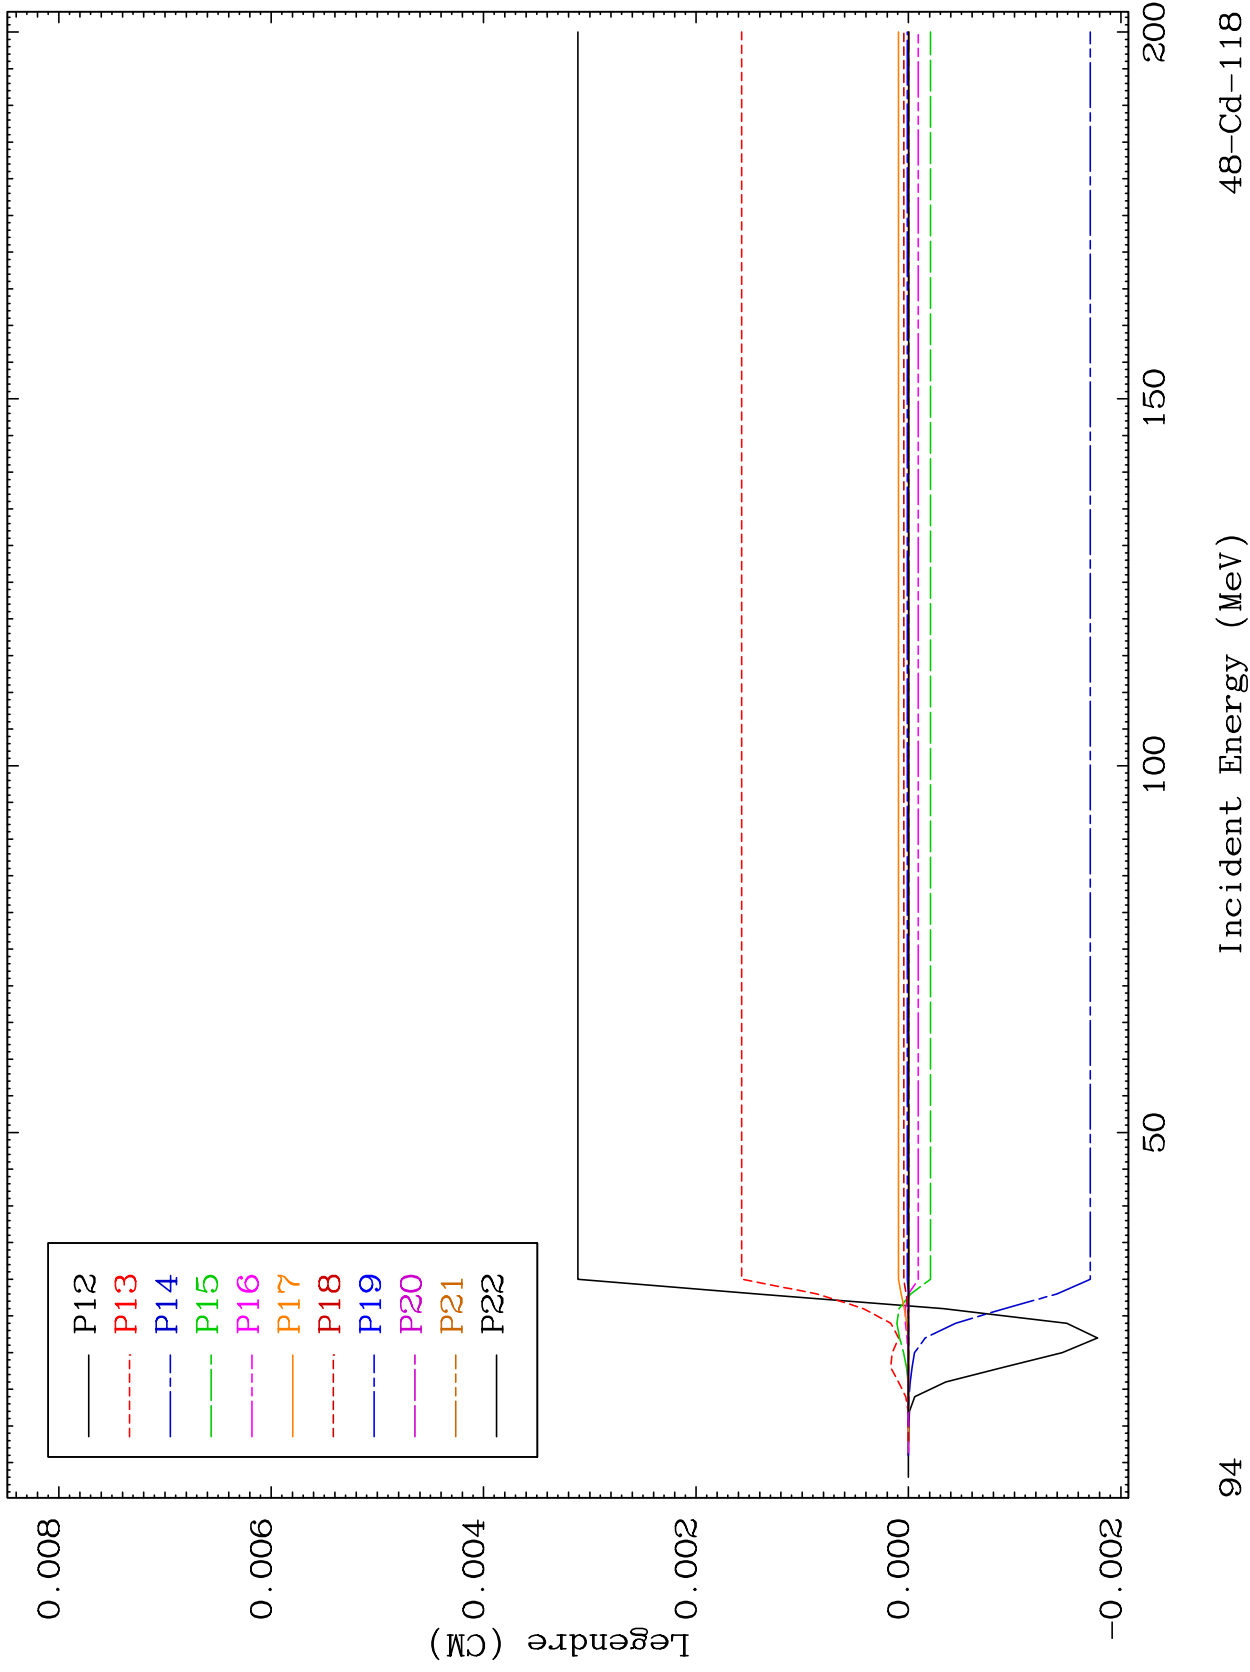 Legendre (CM)
0.008
0.006
0.004
0.002
0.000
-0.002
P12
P13
P14
P15
P16
P17
P18
P19
P20
P21
P22
50
100
150
200
Incident Energy (MeV)
94
48-Cd-118